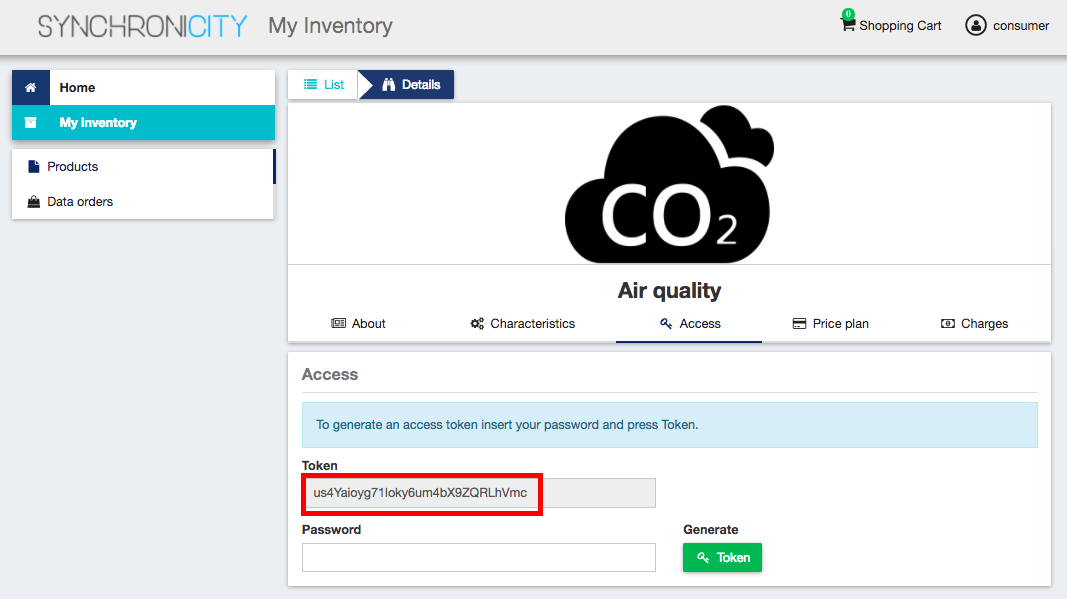 SYNCHRONICITY My Inventory 0 Shopping Cart consumer
Home
My Inventory
Products
Data orders
List Details
CO2
Air quality
About Characteristics Access Price plan Charges
Access
To generate an access token insert your password and press Token.
Token
us4Yaioyg71loky6um4bX9ZQRLhVmc
Password Generate
Token